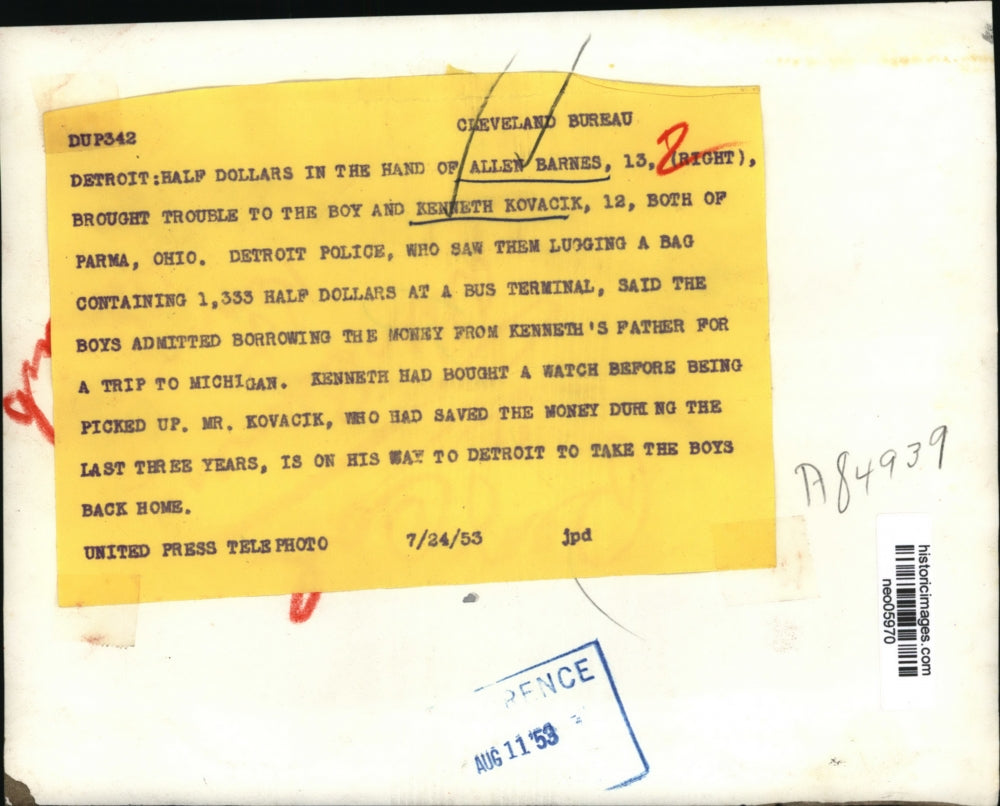 DUP342 CLEVELAND BUREAU
DETROIT:HALF DOLLARS IN THE HAND OF ALLEN BARNES, 13, (RIGHT),
BROUGHT TROUBLE TO THE BOY AND KENNETH KOVACIK, 12, BOTH OF
PARMA, OHIO. DETROIT POLICE, WHO SAW THEM LUGGING A BAG
CONTAINING 1,333 HALF DOLLARS AT A BUS TERMINAL, SAID THE
BOYS ADMITTED BORROWING THE MONEY FROM KENNETH'S FATHER FOR
A TRIP TO MICHIGAN. KENNETH HAD BOUGHT A WATCH BEFORE BEING
PICKED UP. MR. KOVACIK, WHO HAD SAVED THE MONEY DURING THE
LAST THREE YEARS, IS ON HIS WAY TO DETROIT TO TAKE THE BOYS
BACK HOME.
UNITED PRESS TELEPHOTO 7/24/53 jpd
2
A84939
historicimages.com
neo05970
RENCE
AUG 11 '53